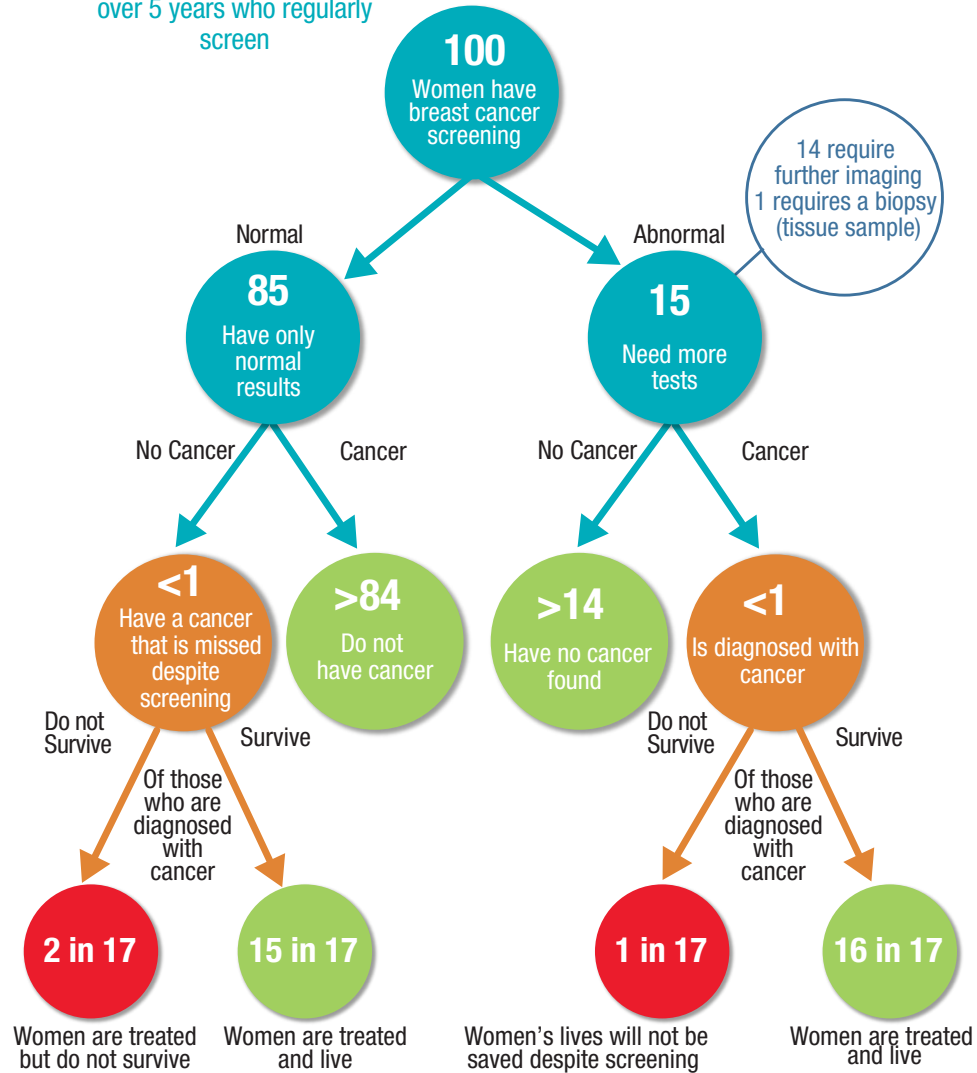 over 5 years who regularly
screen
100
Women have
breast cancer
screening
14 require
further imaging
1 requires a biopsy
(tissue sample)
Normal
Abnormal
85
Have only
normal
results
15
Need more
tests
No Cancer
Cancer
No Cancer
Cancer
<1
Have a cancer
that is missed
despite
screening
>84
Do not
have cancer
>14
Have no cancer
found
<1
Is diagnosed with
cancer
Do not
Survive
Survive
Of those
who are
diagnosed
with
cancer
Do not
Survive
Survive
Of those
who are
diagnosed
with
cancer
2 in 17
15 in 17
1 in 17
16 in 17
Women are treated
but do not survive
Women are treated
and live
Women's lives will not be
saved despite screening
Women are treated
and live